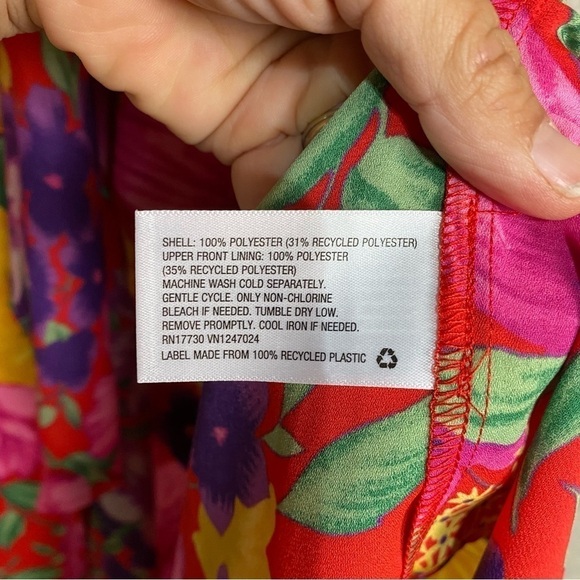 SHELL: 100% POLYESTER (31% RECYCLED POLYESTER)
UPPER FRONT LINING: 100% POLYESTER
(35% RECYCLED POLYESTER)
MACHINE WASH COLD SEPARATELY.
GENTLE CYCLE. ONLY NON-CHLORINE
BLEACH IF NEEDED. TUMBLE DRY LOW.
REMOVE PROMPTLY. COOL IRON IF NEEDED.
RN17730 VN1247024
LABEL MADE FROM 100% RECYCLED PLASTIC